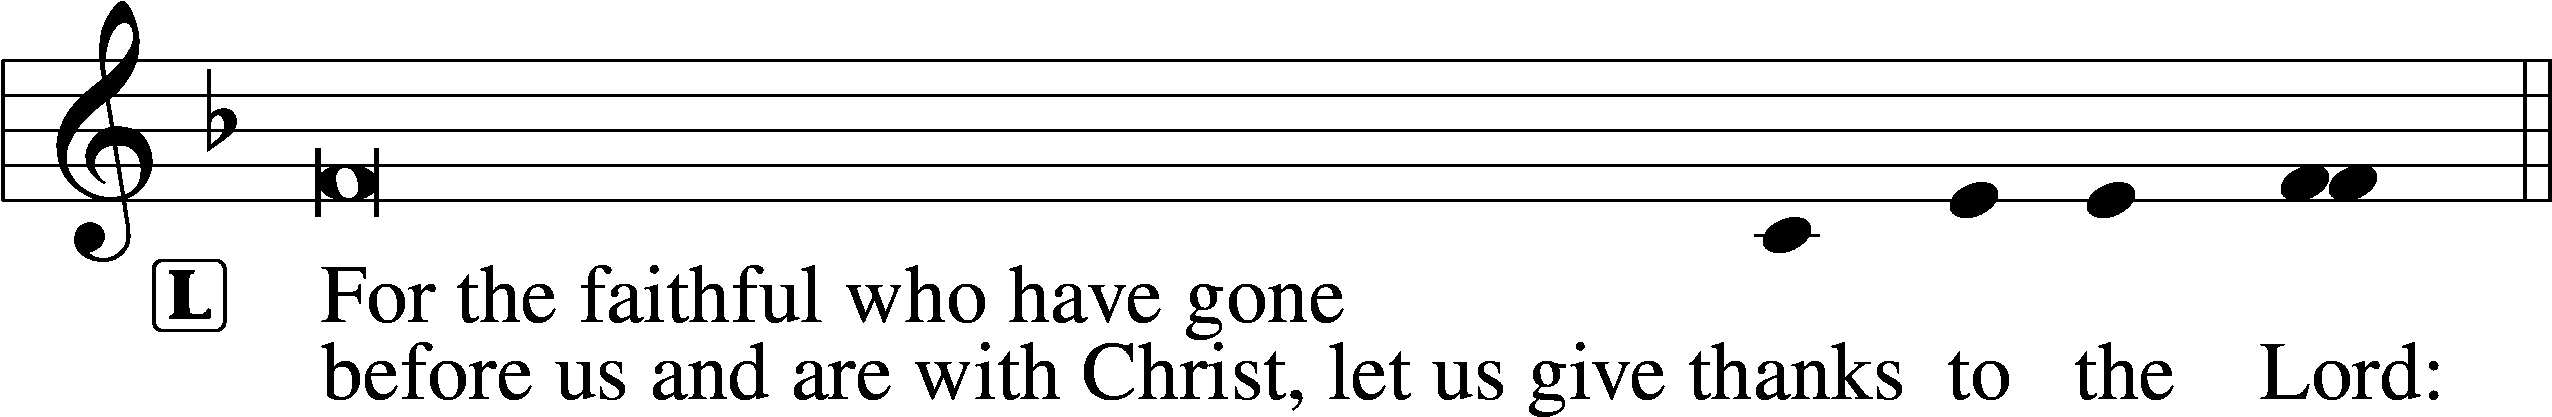 L For the faithful who have gone
before us and are with Christ, let us give thanks to the Lord: